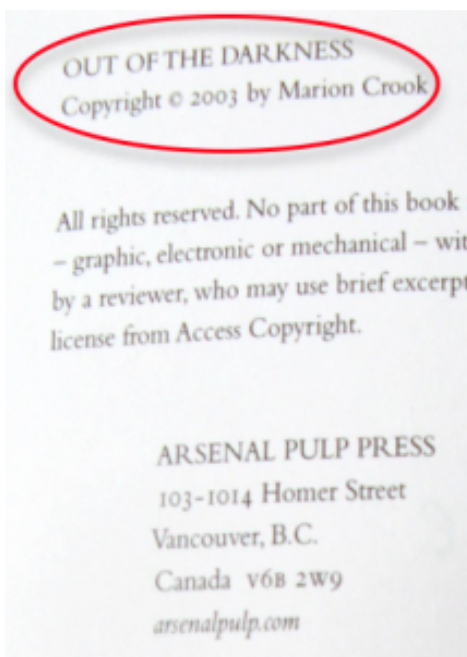 OUT OF THE DARKNESS
Copyright © 2003 by Marion Crook
All rights reserved. No part of this book
– graphic, electronic or mechanical – wit
by a reviewer, who may use brief excerpt
license from Access Copyright.
ARSENAL PULP PRESS
103-1014 Homer Street
Vancouver, B.C.
Canada V6B 2W9
arsenalpulp.com